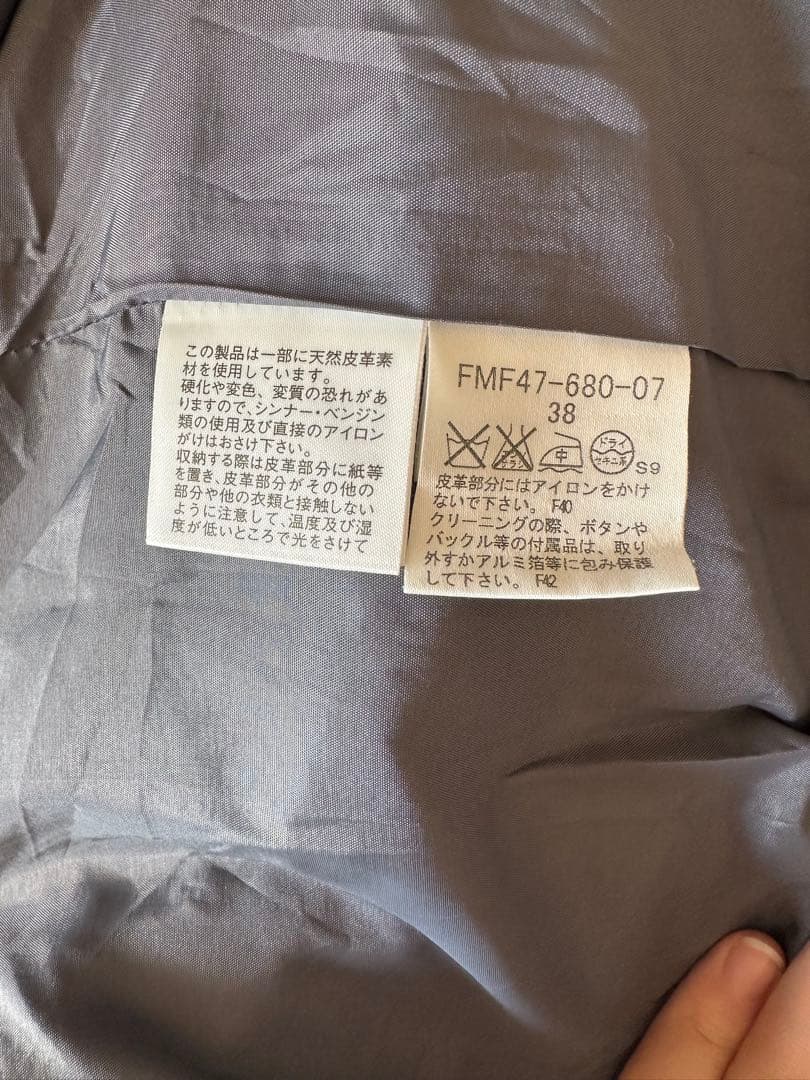 この製品は一部に天然皮革素
材を使用しています。
硬化や変色、変質の恐れがあ
りますので、シンナー・ベンジン
類の使用及び直接のアイロン
がけはおさけ下さい。
収納する際は皮革部分に紙等
を置き、皮革部分がその他の
部分や他の衣類と接触しない
ように注意して、温度及び湿
度が低いところで光をさけて
FMF47-680-07
38
エンソ
サラシ
中
ドライ
セキユ系
S9
皮革部分にはアイロンをかけ
ないで下さい。 F40
クリーニングの際、ボタンや
バックル等の付属品は、取り
外すかアルミ箔等に包み保護
して下さい。 F42